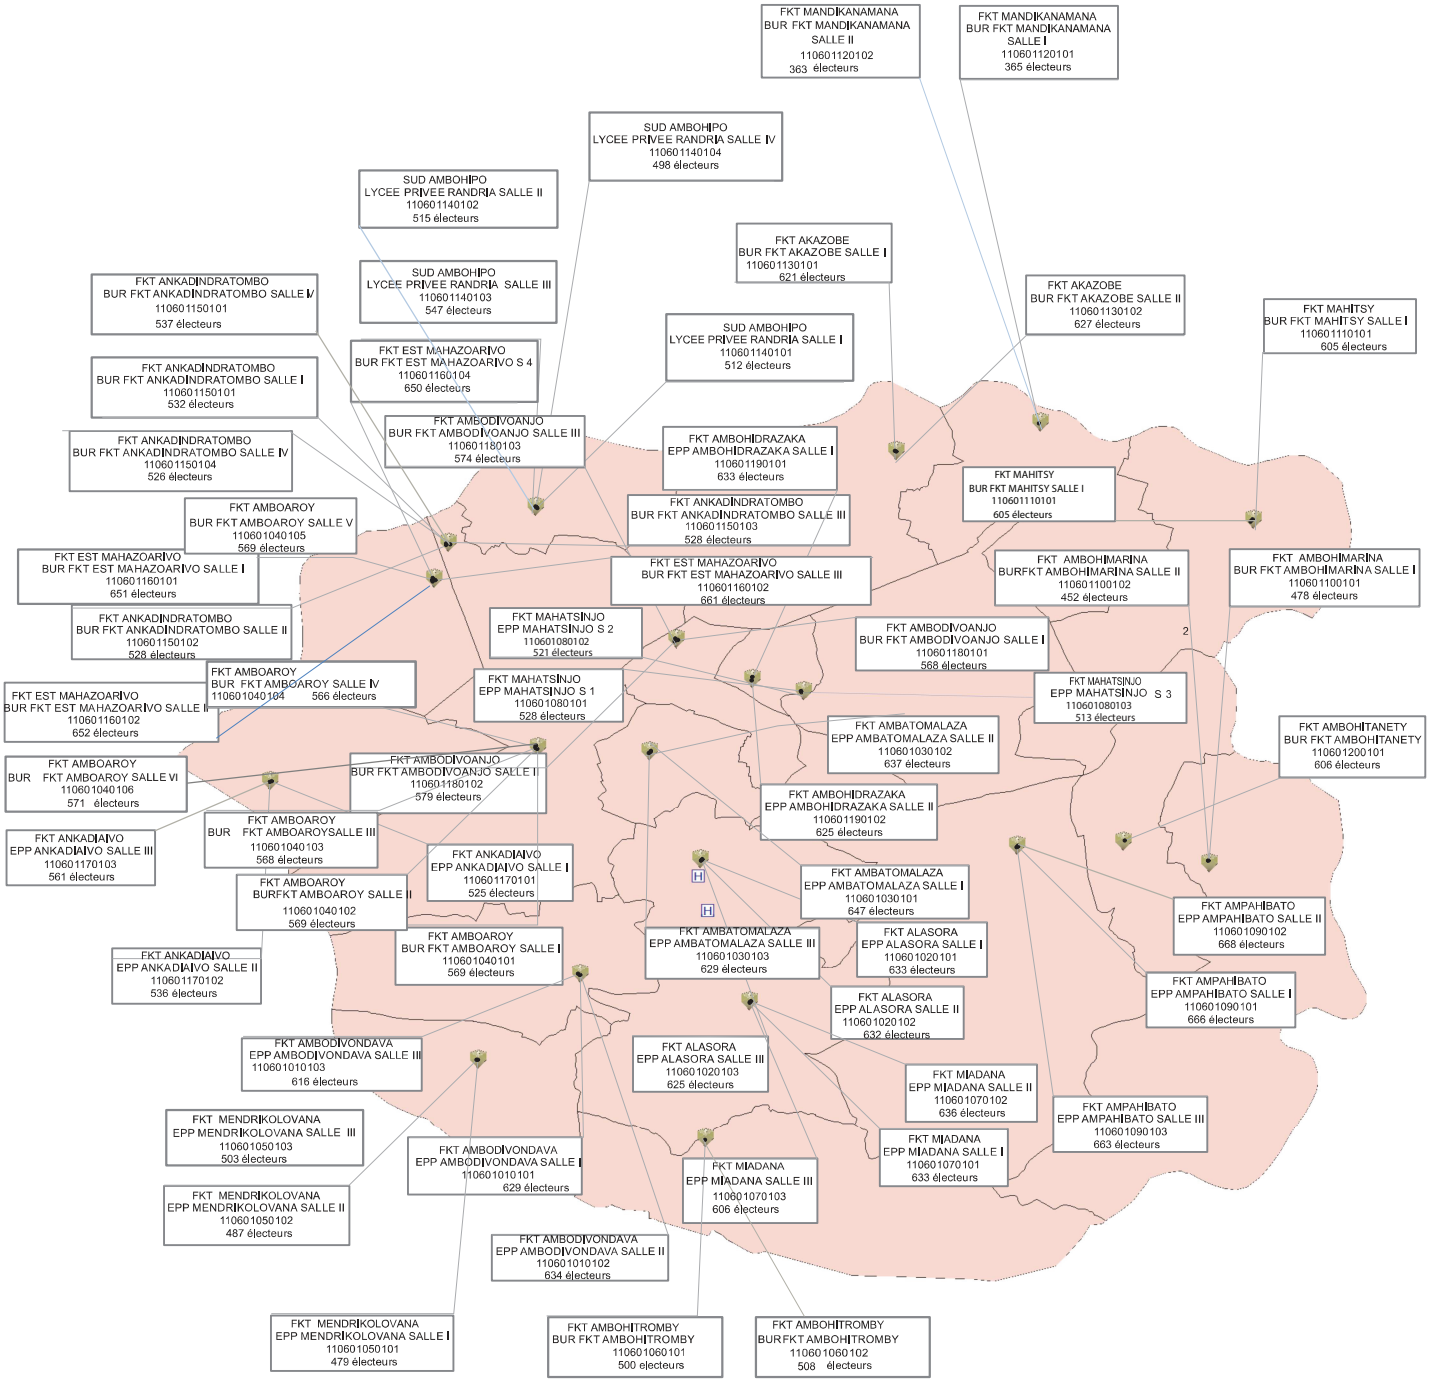 FKT MANDIKANAMANA
BUR FKT MANDIKANAMANA
SALLE II
110601120102
363 électeurs
FKT MANDIKANAMANA
BUR FKT MANDIKANAMANA
SALLE I
110601120101
365 électeurs
SUD AMBOHIPO
LYCEE PRIVEE RANDRIA SALLE IV
110601140104
498 électeurs
SUD AMBOHIPO
LYCEE PRIVEE RANDRIA SALLE II
110601140102
515 électeurs
FKT AKAZOBE
BUR FKT AKAZOBE SALLE I
110601130101
621 électeurs
SUD AMBOHIPO
LYCEE PRIVEE RANDRIA SALLE III
110601140103
547 électeurs
FKT ANKADINDRATOMBO
BUR FKT ANKADINDRATOMBO SALLE IV
110601150101
537 électeurs
FKT AKAZOBE
BUR FKT AKAZOBE SALLE II
110601130102
627 électeurs
FKT MAHITSY
BUR FKT MAHITSY SALLE I
110601110101
605 électeurs
SUD AMBOHIPO
LYCEE PRIVEE RANDRIA SALLE I
110601140101
512 électeurs
FKT EST MAHAZOARIVO
BUR FKT EST MAHAZOARIVO S 4
110601160104
650 électeurs
FKT ANKADINDRATOMBO
BUR FKT ANKADINDRATOMBO SALLE I
110601150101
532 électeurs
FKT AMBODIVOANJO
BUR FKT AMBODIVOANJO SALLE III
110601180103
574 électeurs
FKT ANKADINDRATOMBO
BUR FKT ANKADINDRATOMBO SALLE IV
110601150104
526 électeurs
FKT AMBOHIDRAZAKA
EPP AMBOHIDRAZAKA SALLE I
110601190101
633 électeurs
FKT MAHITSY
BUR FKT MAHITSY SALLE I
110601110101
605 électeurs
FKT AMBOAROY
BUR FKT AMBOAROY SALLE V
110601040105
569 électeurs
FKT ANKADINDRATOMBO
BUR FKT ANKADINDRATOMBO SALLE III
110601150103
528 électeurs
FKT EST MAHAZOARIVO
BUR FKT EST MAHAZOARIVO SALLE I
110601160101
651 électeurs
FKT EST MAHAZOARIVO
BUR FKT EST MAHAZOARIVO SALLE III
110601160102
661 électeurs
FKT AMBOHIMARINA
BURFKT AMBOHIMARINA SALLE II
110601100102
452 électeurs
FKT AMBOHIMARINA
BUR FKT AMBOHIMARINA SALLE I
110601100101
478 électeurs
FKT ANKADINDRATOMBO
BUR FKT ANKADINDRATOMBO SALLE II
110601150102
528 électeurs
FKT MAHATSINJO
EPP MAHATSINJO S 2
110601080102
521 électeurs
FKT AMBODIVOANJO
BUR FKT AMBODIVOANJO SALLE I
110601180101
568 électeurs
2
FKT AMBOAROY
BUR FKT AMBOAROY SALLE IV
110601040104 566 électeurs
FKT MAHATSINJO
EPP MAHATSINJO S 1
110601080101
528 électeurs
FKT MAHATSINJO
EPP MAHATSINJO S 3
110601080103
513 électeurs
FKT EST MAHAZOARIVO
BUR FKT EST MAHAZOARIVO SALLE II
110601160102
652 électeurs
FKT AMBATOMALAZA
EPP AMBATOMALAZA SALLE II
110601030102
637 électeurs
FKT AMBOHITANETY
BUR FKT AMBOHITANETY
110601200101
606 électeurs
FKT AMBOAROY
BUR FKT AMBOAROY SALLE VI
110601040106
571 électeurs
FKT AMBODIVOANJO
BUR FKT AMBODIVOANJO SALLE II
110601180102
579 électeurs
FKT AMBOHIDRAZAKA
EPP AMBOHIDRAZAKA SALLE II
110601190102
625 électeurs
FKT AMBOAROY
BUR FKT AMBOAROYSALLE III
110601040103
568 électeurs
FKT ANKADIAIVO
EPP ANKADIAIVO SALLE III
110601170103
561 électeurs
FKT ANKADIAIVO
EPP ANKADIAIVO SALLE I
110601170101
525 électeurs
FKT AMBATOMALAZA
EPP AMBATOMALAZA SALLE I
110601030101
647 électeurs
H
H
FKT AMBOAROY
BURFKT AMBOAROY SALLE II
110601040102
569 électeurs
FKT AMPAHIBATO
EPP AMPAHIBATO SALLE II
110601090102
668 électeurs
FKT AMBOAROY
BUR FKT AMBOAROY SALLE I
110601040101
569 électeurs
FKT AMBATOMALAZA
EPP AMBATOMALAZA SALLE III
110601030103
629 électeurs
FKT ALASORA
EPP ALASORA SALLE I
110601020101
633 électeurs
FKT ANKADIAIVO
EPP ANKADIAIVO SALLE II
110601170102
536 électeurs
FKT AMPAHIBATO
EPP AMPAHIBATO SALLE I
110601090101
666 électeurs
FKT ALASORA
EPP ALASORA SALLE II
110601020102
632 électeurs
FKT AMBODIVONDAVA
EPP AMBODIVONDAVA SALLE III
110601010103
616 électeurs
FKT ALASORA
EPP ALASORA SALLE III
110601020103
625 électeurs
FKT MIADANA
EPP MIADANA SALLE II
110601070102
636 électeurs
FKT AMPAHIBATO
EPP AMPAHIBATO SALLE III
110601090103
663 électeurs
FKT MENDRIKOLOVANA
EPP MENDRIKOLOVANA SALLE III
110601050103
503 électeurs
FKT AMBODIVONDAVA
EPP AMBODIVONDAVA SALLE I
110601010101
629 électeurs
FKT MIADANA
EPP MIADANA SALLE I
110601070101
633 électeurs
FKT MIADANA
EPP MIADANA SALLE III
110601070103
606 électeurs
FKT MENDRIKOLOVANA
EPP MENDRIKOLOVANA SALLE II
110601050102
487 électeurs
FKT AMBODIVONDAVA
EPP AMBODIVONDAVA SALLE II
110601010102
634 électeurs
FKT MENDRIKOLOVANA
EPP MENDRIKOLOVANA SALLE I
110601050101
479 électeurs
FKT AMBOHITROMBY
BUR FKT AMBOHITROMBY
110601060101
500 electeurs
FKT AMBOHITROMBY
BURFKT AMBOHITROMBY
110601060102
508 électeurs